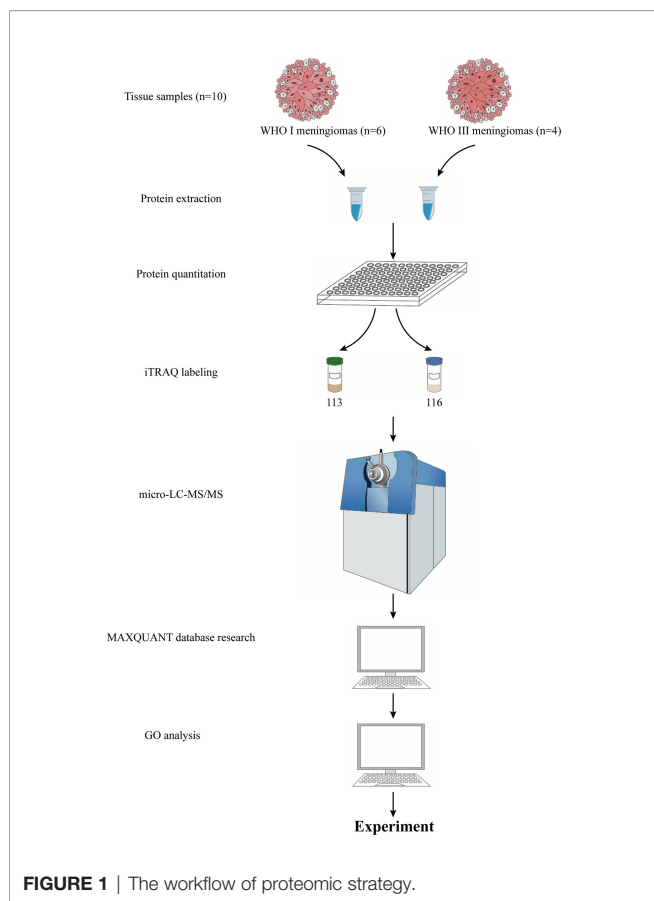 Tissue samples (n=10)
WHO I meningiomas (n=6)
WHO III meningiomas (n=4)
Protein extraction
Protein quantitation
iTRAQ labeling
113
116
micro-LC-MS/MS
MAXQUANT database research
GO analysis
Experiment
FIGURE 1 | The workflow of proteomic strategy.